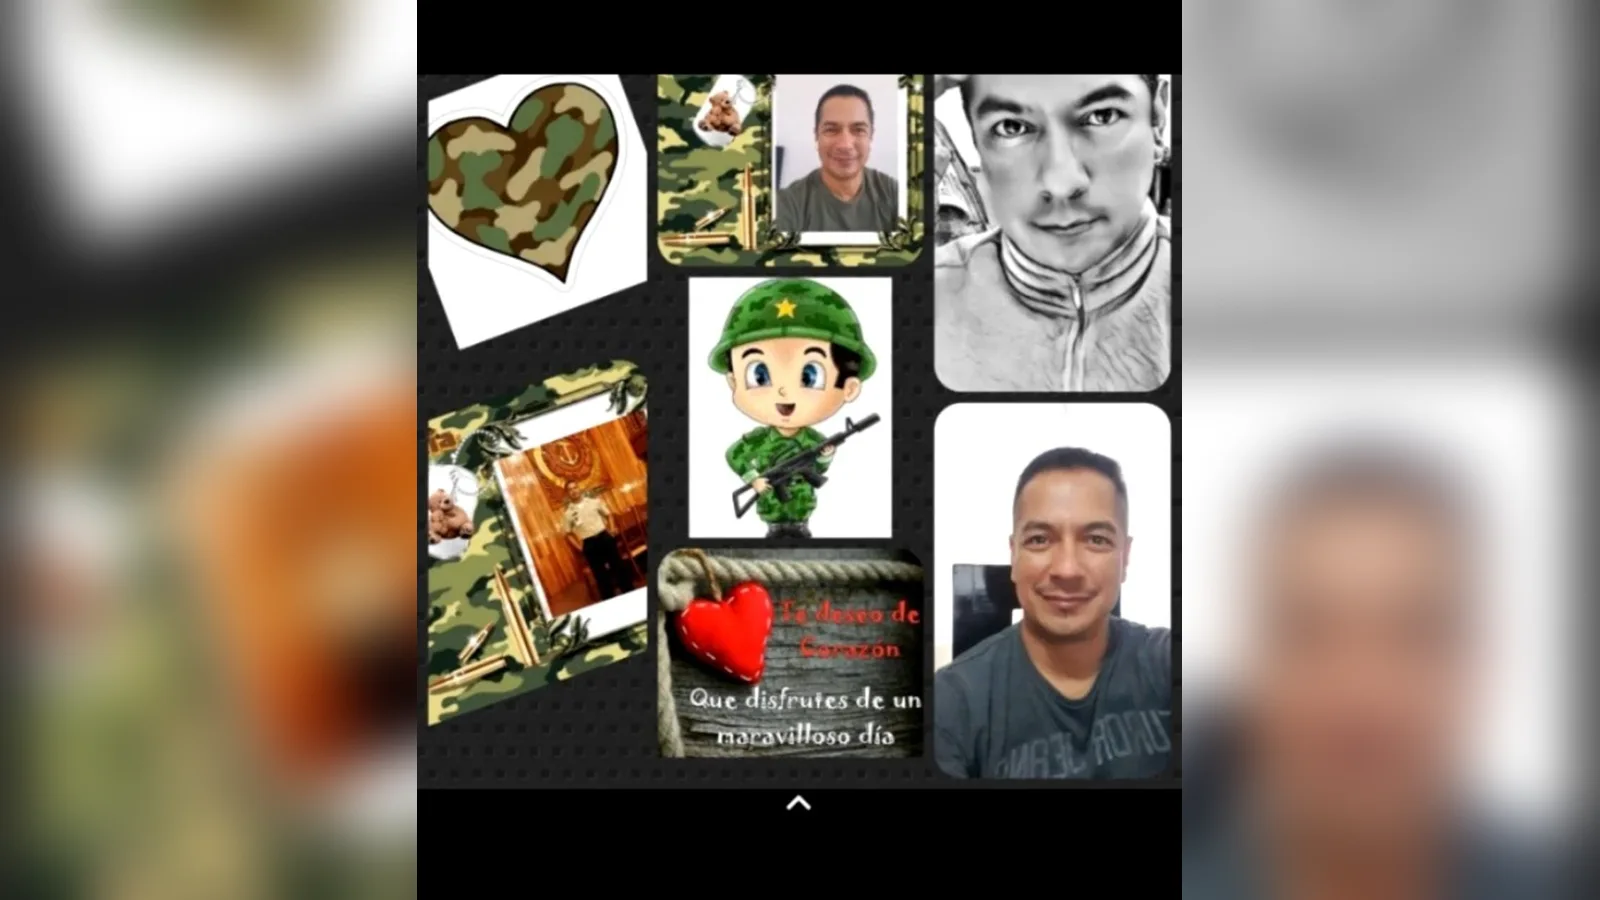 Te deseo de
Corazón
Que disfrutes de un
maravilloso día